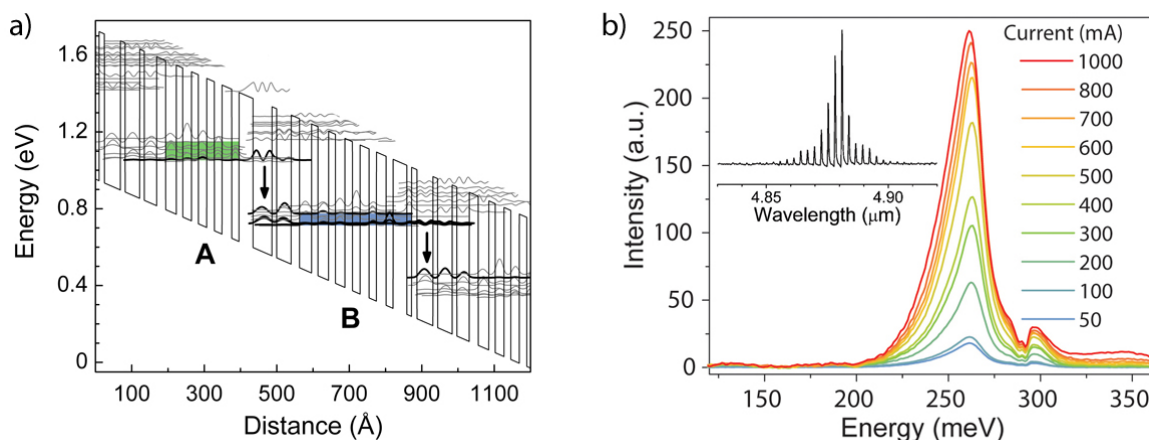 a)
Energy (eV)
1.6
1.2
0.8
0.4
0
A
B
100 300 500 700 900 1100
Distance (Å)
b)
Intensity (a.u.)
250
200
150
100
50
0
150 200 250 300 350
Energy (meV)
4.85 4.90
Wavelength (μm)
Current (mA)
1000
800
700
600
500
400
300
200
100
50